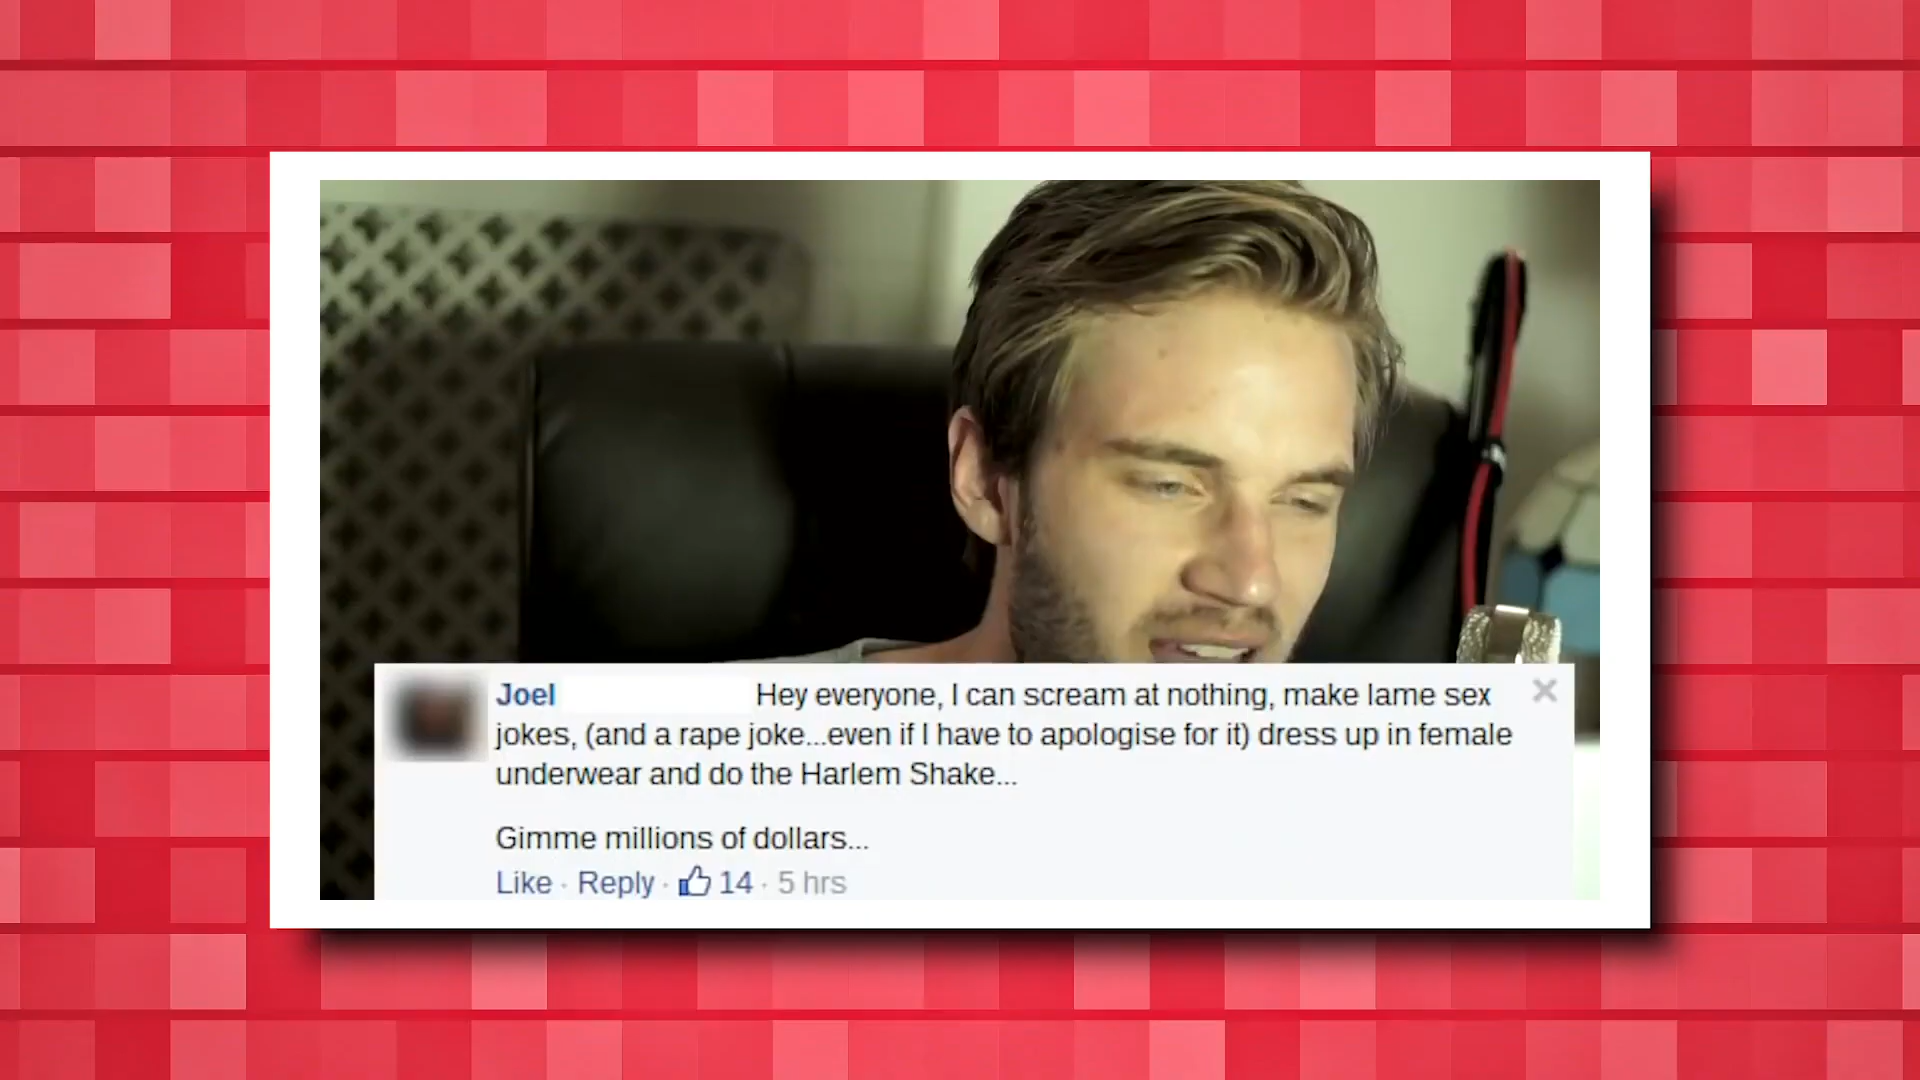 Joel Hey everyone, I can scream at nothing, make lame sex
jokes, (and a rape joke...even if I have to apologise for it) dress up in female
underwear and do the Harlem Shake...
Gimme millions of dollars...
Like · Reply · 14 · 5 hrs